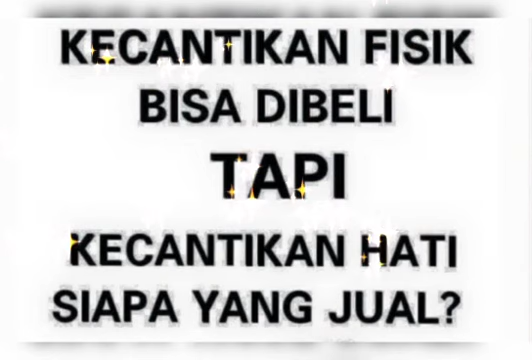 KECANTIKAN FISIK
BISA DIBELI
TAPI
KECANTIKAN HATI
SIAPA YANG JUAL?